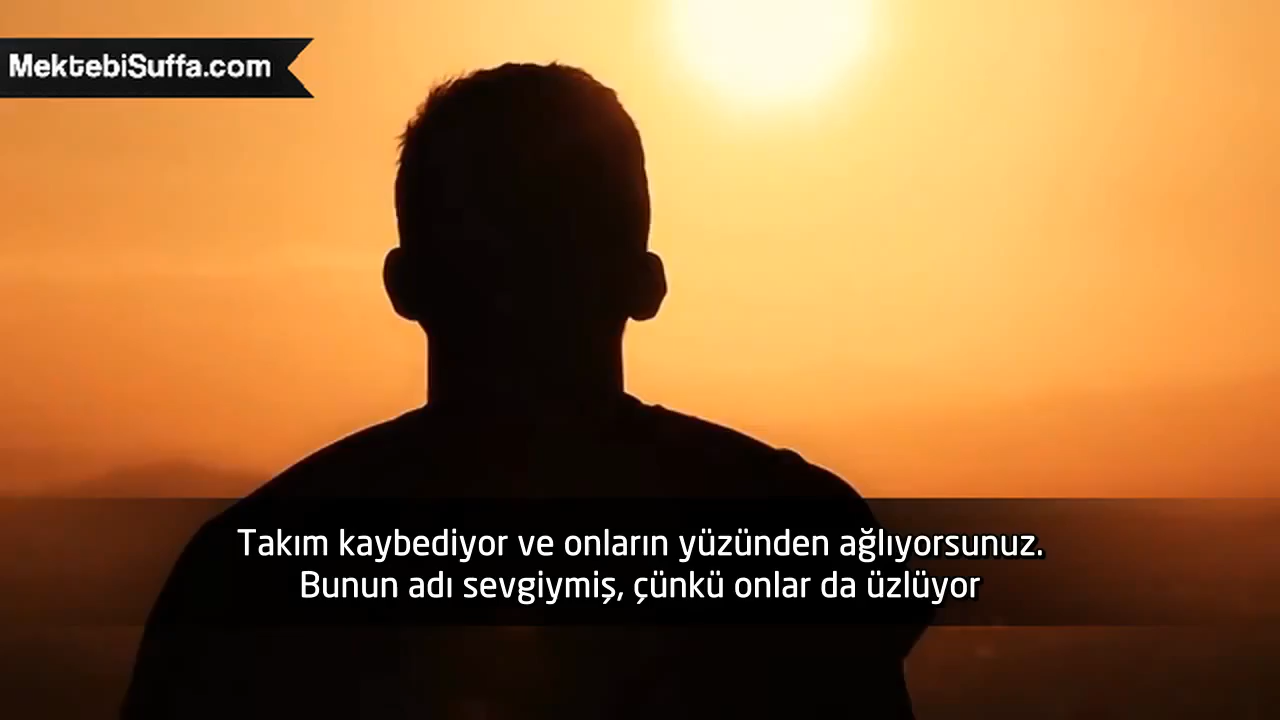 MektebiSuffa.com
Takım kaybediyor ve onların yüzünden ağlıyorsunuz.
Bunun adı sevgiymiş, çünkü onlar da üzlüyor